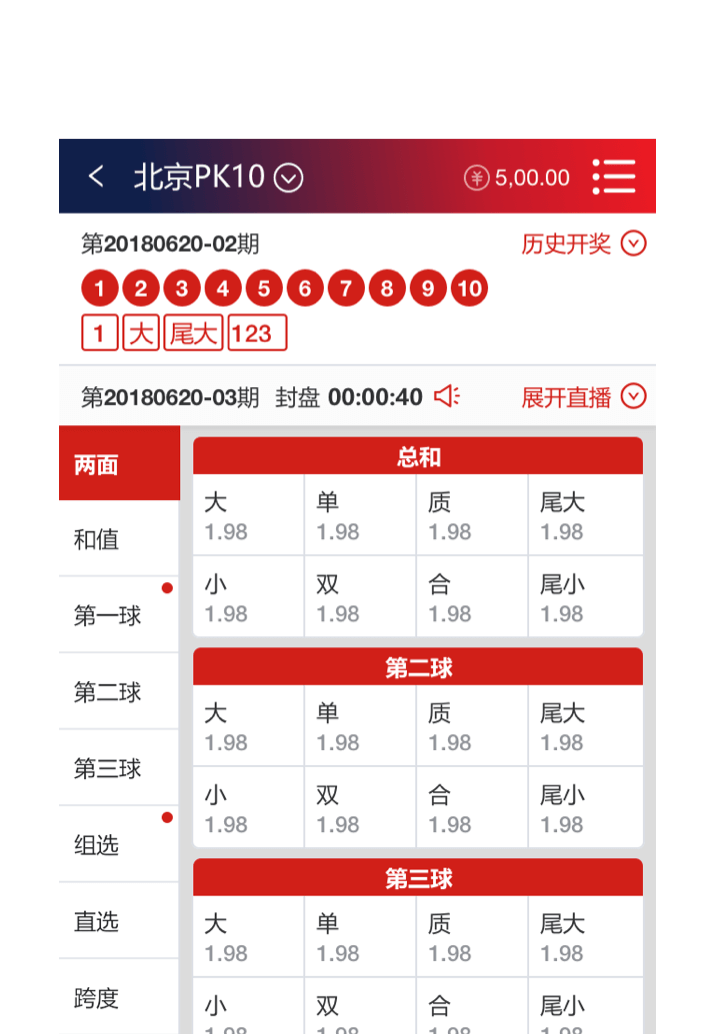 北京PK10 5,00.00
第20180620-02期 历史开奖
1 2 3 4 5 6 7 8 9 10
1 大 尾大 123
第20180620-03期 封盘 00:00:40 展开直播
两面
和值
第一球
第二球
第三球
组选
直选
跨度
总和
大 单 质 尾大
1.98 1.98 1.98 1.98
小 双 合 尾小
1.98 1.98 1.98 1.98
第二球
大 单 质 尾大
1.98 1.98 1.98 1.98
小 双 合 尾小
1.98 1.98 1.98 1.98
第三球
大 单 质 尾大
1.98 1.98 1.98 1.98
小 双 合 尾小
1.98 1.98 1.98 1.98